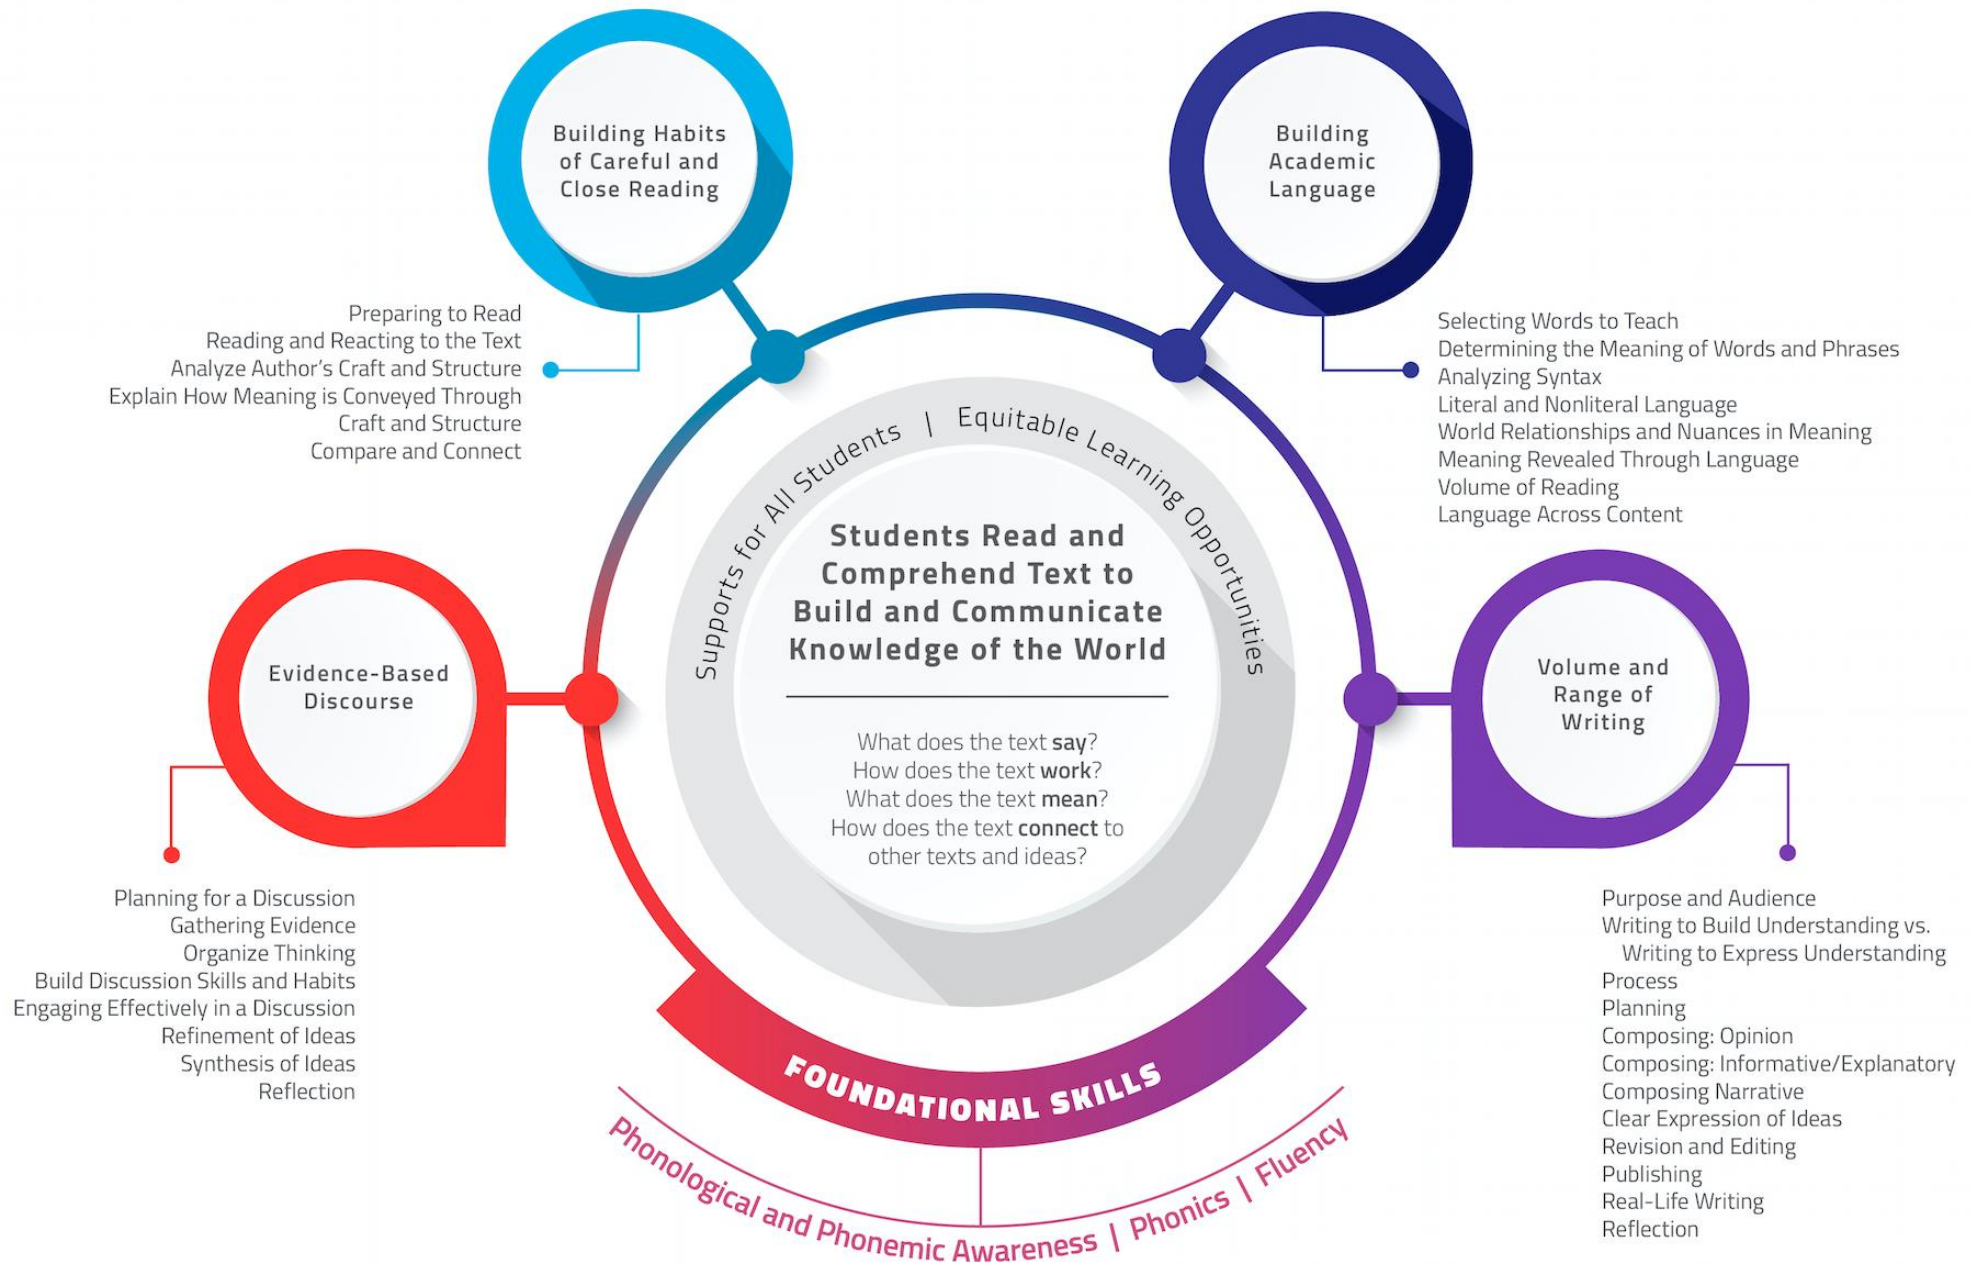 Building Habits
of Careful and
Close Reading
Building
Academic
Language
Preparing to Read
Reading and Reacting to the Text
Analyze Author's Craft and Structure
Explain How Meaning is Conveyed Through
Craft and Structure
Compare and Connect
Selecting Words to Teach
Determining the Meaning of Words and Phrases
Analyzing Syntax
Literal and Nonliteral Language
World Relationships and Nuances in Meaning
Meaning Revealed Through Language
Volume of Reading
Language Across Content
Supports for All Students | Equitable Learning Opportunities
Students Read and
Comprehend Text to
Build and Communicate
Knowledge of the World
What does the text say?
How does the text work?
What does the text mean?
How does the text connect to
other texts and ideas?
Evidence-Based
Discourse
Volume and
Range of
Writing
Planning for a Discussion
Gathering Evidence
Organize Thinking
Build Discussion Skills and Habits
Engaging Effectively in a Discussion
Refinement of Ideas
Synthesis of Ideas
Reflection
Purpose and Audience
Writing to Build Understanding vs.
Writing to Express Understanding
Process
Planning
Composing: Opinion
Composing: Informative/Explanatory
Composing Narrative
Clear Expression of Ideas
Revision and Editing
Publishing
Real-Life Writing
Reflection
FOUNDATIONAL SKILLS
Phonological and Phonemic Awareness | Phonics | Fluency